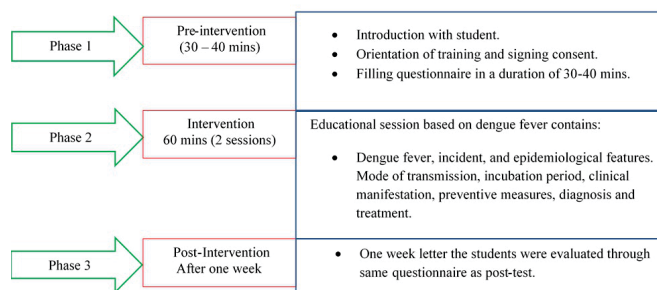 Phase 1
Pre-intervention
(30 – 40 mins)
• Introduction with student.
• Orientation of training and signing consent.
• Filling questionnaire in a duration of 30-40 mins.
Phase 2
Intervention
60 mins (2 sessions)
Educational session based on dengue fever contains:
• Dengue fever, incident, and epidemiological features.
Mode of transmission, incubation period, clinical
manifestation, preventive measures, diagnosis and
treatment.
Phase 3
Post-Intervention
After one week
• One week letter the students were evaluated through
same questionnaire as post-test.